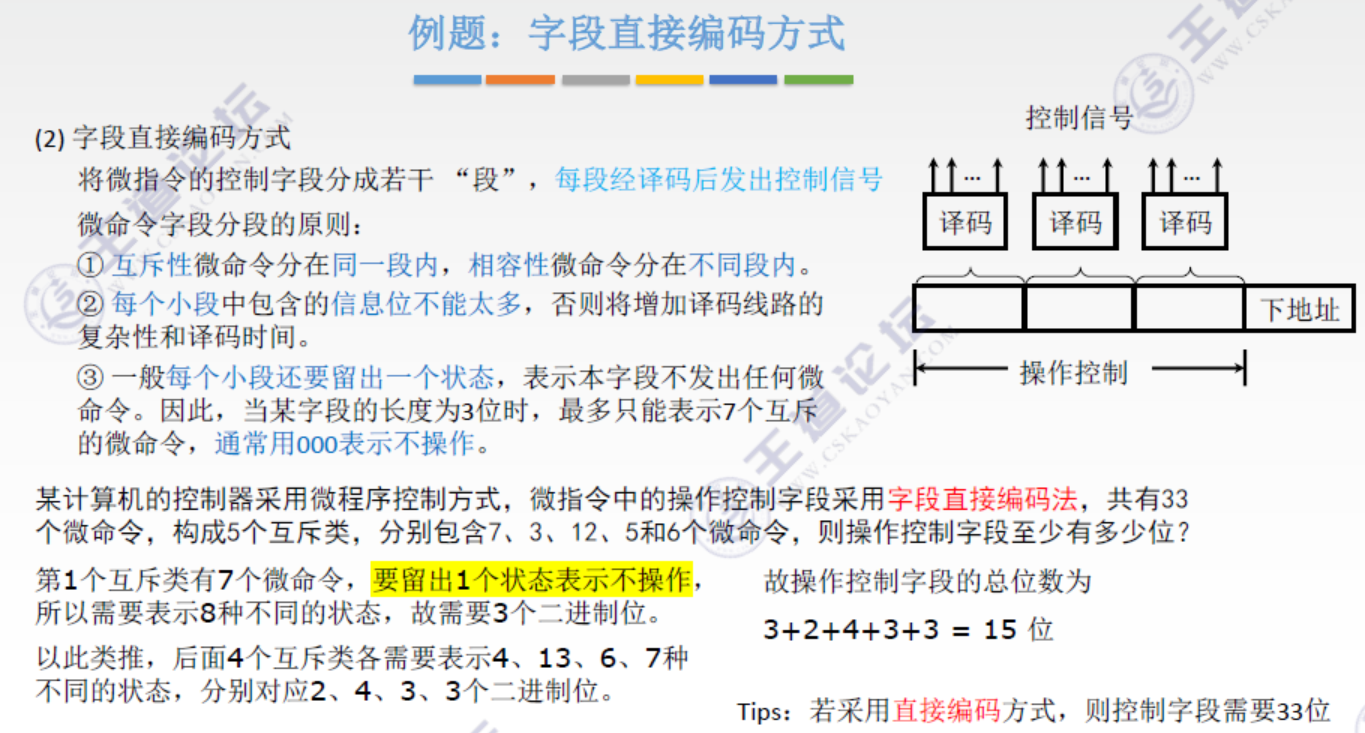 例题：字段直接编码方式
(2) 字段直接编码方式
将微指令的控制字段分成若干 “段”，每段经译码后发出控制信号
微命令字段分段的原则：
① 互斥性微命令分在同一段内，相容性微命令分在不同段内。
② 每个小段中包含的信息位不能太多，否则将增加译码线路的
复杂性和译码时间。
③ 一般每个小段还要留出一个状态，表示本字段不发出任何微
命令。因此，当某字段的长度为3位时，最多只能表示7个互斥
的微命令，通常用000表示不操作。
控制信号
... ... ...
译码 译码 译码
下地址
操作控制
某计算机的控制器采用微程序控制方式，微指令中的操作控制字段采用字段直接编码法，共有33
个微命令，构成5个互斥类，分别包含7、3、12、5和6个微命令，则操作控制字段至少有多少位？
第1个互斥类有7个微命令，要留出1个状态表示不操作，
所以需要表示8种不同的状态，故需要3个二进制位。
以此类推，后面4个互斥类各需要表示4、13、6、7种
不同的状态，分别对应2、4、3、3个二进制位。
故操作控制字段的总位数为
3+2+4+3+3 = 15 位
Tips：若采用直接编码方式，则控制字段需要33位
王道论坛
WWW.CSKAOYAN.COM